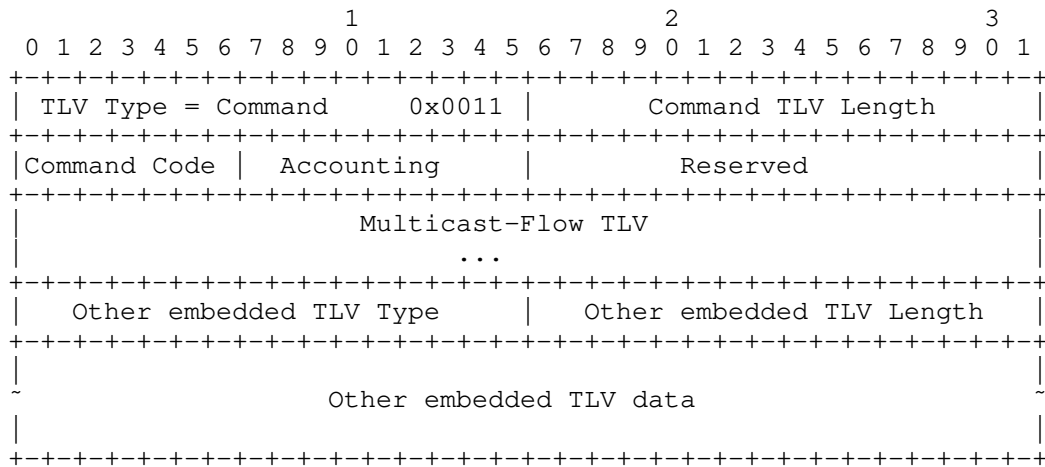 1                   2                   3
 0 1 2 3 4 5 6 7 8 9 0 1 2 3 4 5 6 7 8 9 0 1 2 3 4 5 6 7 8 9 0 1
+-+-+-+-+-+-+-+-+-+-+-+-+-+-+-+-+-+-+-+-+-+-+-+-+-+-+-+-+-+-+-+-+
| TLV Type = Command     0x0011 |       Command TLV Length      |
+-+-+-+-+-+-+-+-+-+-+-+-+-+-+-+-+-+-+-+-+-+-+-+-+-+-+-+-+-+-+-+-+
|Command Code |  Accounting     |         Reserved              |
+-+-+-+-+-+-+-+-+-+-+-+-+-+-+-+-+-+-+-+-+-+-+-+-+-+-+-+-+-+-+-+-+
|                     Multicast-Flow TLV                        |
|                           ...                                 |
+-+-+-+-+-+-+-+-+-+-+-+-+-+-+-+-+-+-+-+-+-+-+-+-+-+-+-+-+-+-+-+-+
|   Other embedded TLV Type     |   Other embedded TLV Length   |
+-+-+-+-+-+-+-+-+-+-+-+-+-+-+-+-+-+-+-+-+-+-+-+-+-+-+-+-+-+-+-+-+
|                                                               |
~                   Other embedded TLV data                     ~
|                                                               |
+-+-+-+-+-+-+-+-+-+-+-+-+-+-+-+-+-+-+-+-+-+-+-+-+-+-+-+-+-+-+-+-+